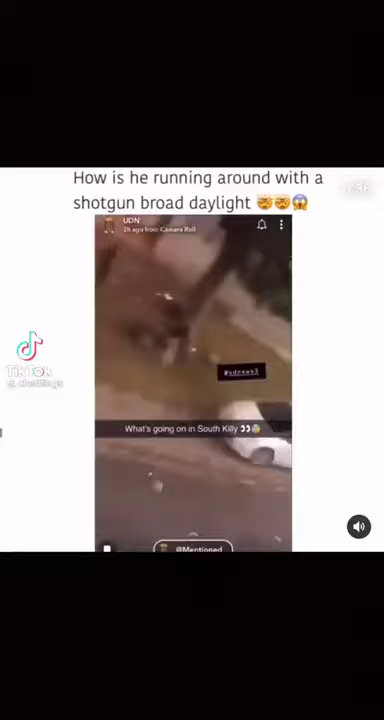 How is he running around with a
shotgun broad daylight 🤯🤯😱
UDN
2h ago from Camera Roll
TikTok
#udnews3
What's going on in South Killy 👀😰
@Mentioned